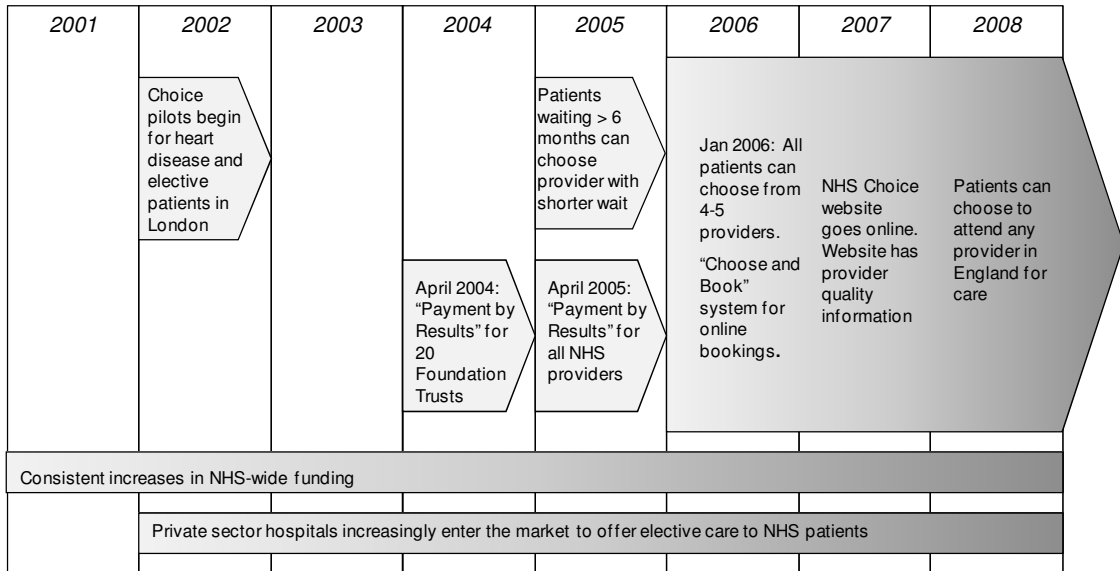 2001 2002 2003 2004 2005 2006 2007 2008
Choice
pilots begin
for heart
disease and
elective
patients in
London
Patients
waiting > 6
months can
choose
provider with
shorter wait
April 2004:
“Payment by
Results” for
20
Foundation
Trusts
April 2005:
“Payment by
Results” for
all NHS
providers
Jan 2006: All
patients can
choose from
4-5
providers.
“Choose and
Book”
system for
online
bookings.
NHS Choice
website
goes online.
Website has
provider
quality
information
Patients can
choose to
attend any
provider in
England for
care
Consistent increases in NHS-wide funding
Private sector hospitals increasingly enter the market to offer elective care to NHS patients